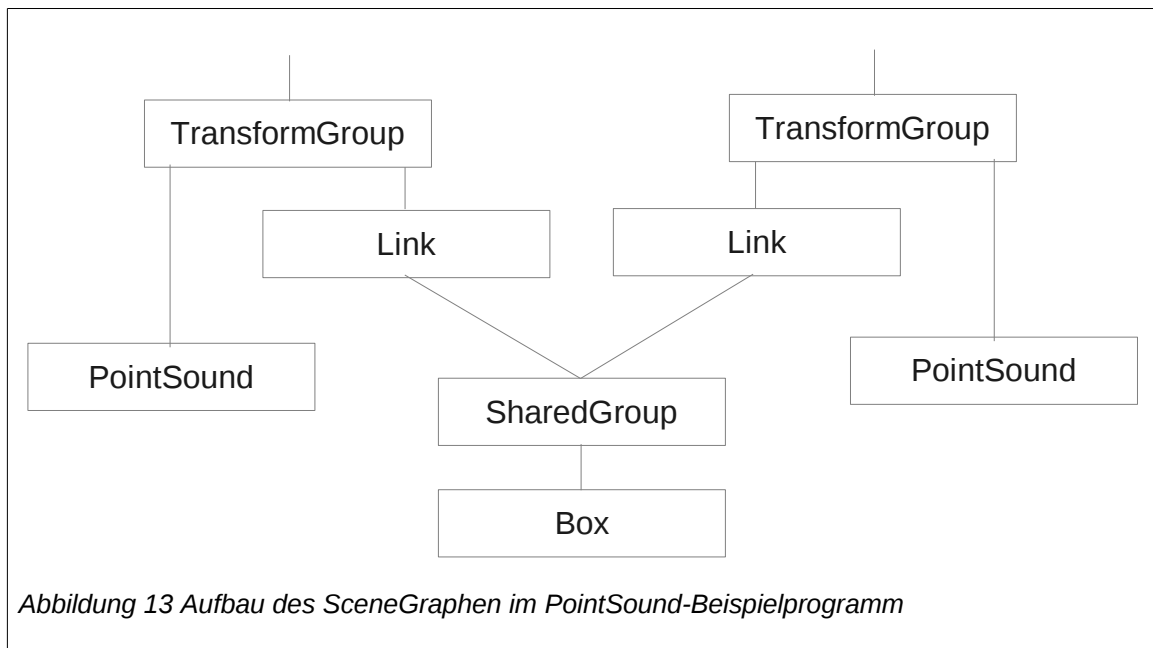 TransformGroup
TransformGroup
Link
Link
PointSound
PointSound
SharedGroup
Box
Abbildung 13 Aufbau des SceneGraphen im PointSound-Beispielprogramm